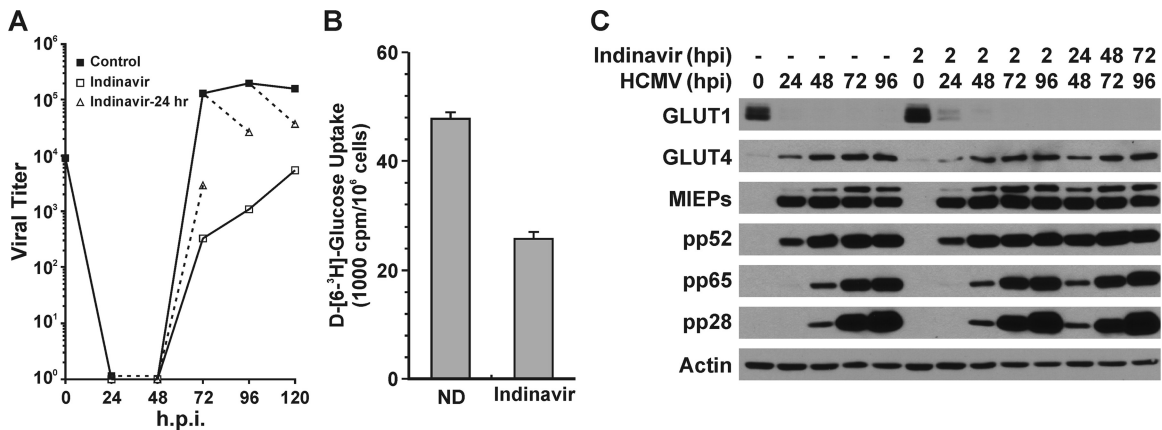 A
Viral Titer
10⁶
10⁵
10⁴
10³
10²
10¹
10⁰
Control
Indinavir
Indinavir-24 hr
0 24 48 72 96 120
h.p.i.
B
D-[6-³H]-Glucose Uptake
(1000 cpm/10⁶ cells)
60
40
20
0
ND Indinavir
C
Indinavir (hpi) - - - - - 2 2 2 2 2 24 48 72
HCMV (hpi) 0 24 48 72 96 0 24 48 72 96 48 72 96
GLUT1
GLUT4
MIEPs
pp52
pp65
pp28
Actin